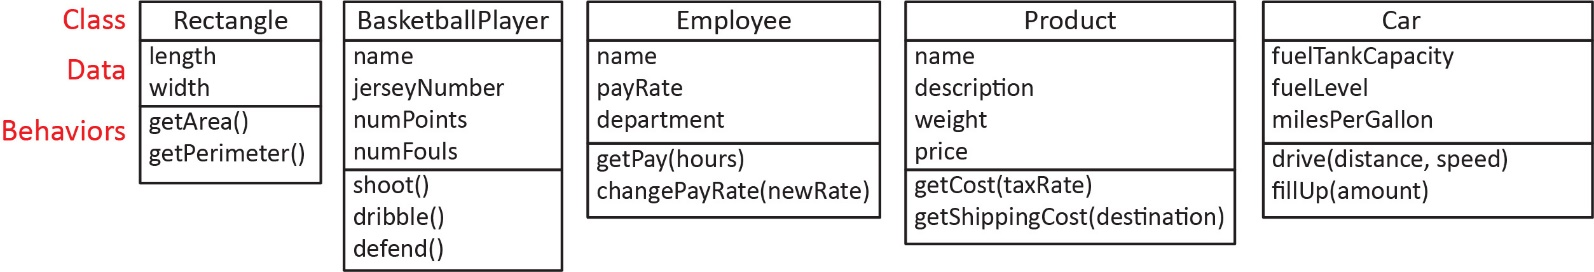 Class
Data
Behaviors
Rectangle
length
width
getArea()
getPerimeter()
BasketballPlayer
name
jerseyNumber
numPoints
numFouls
shoot()
dribble()
defend()
Employee
name
payRate
department
getPay(hours)
changePayRate(newRate)
Product
name
description
weight
price
getCost(taxRate)
getShippingCost(destination)
Car
fuelTankCapacity
fuelLevel
milesPerGallon
drive(distance, speed)
fillUp(amount)